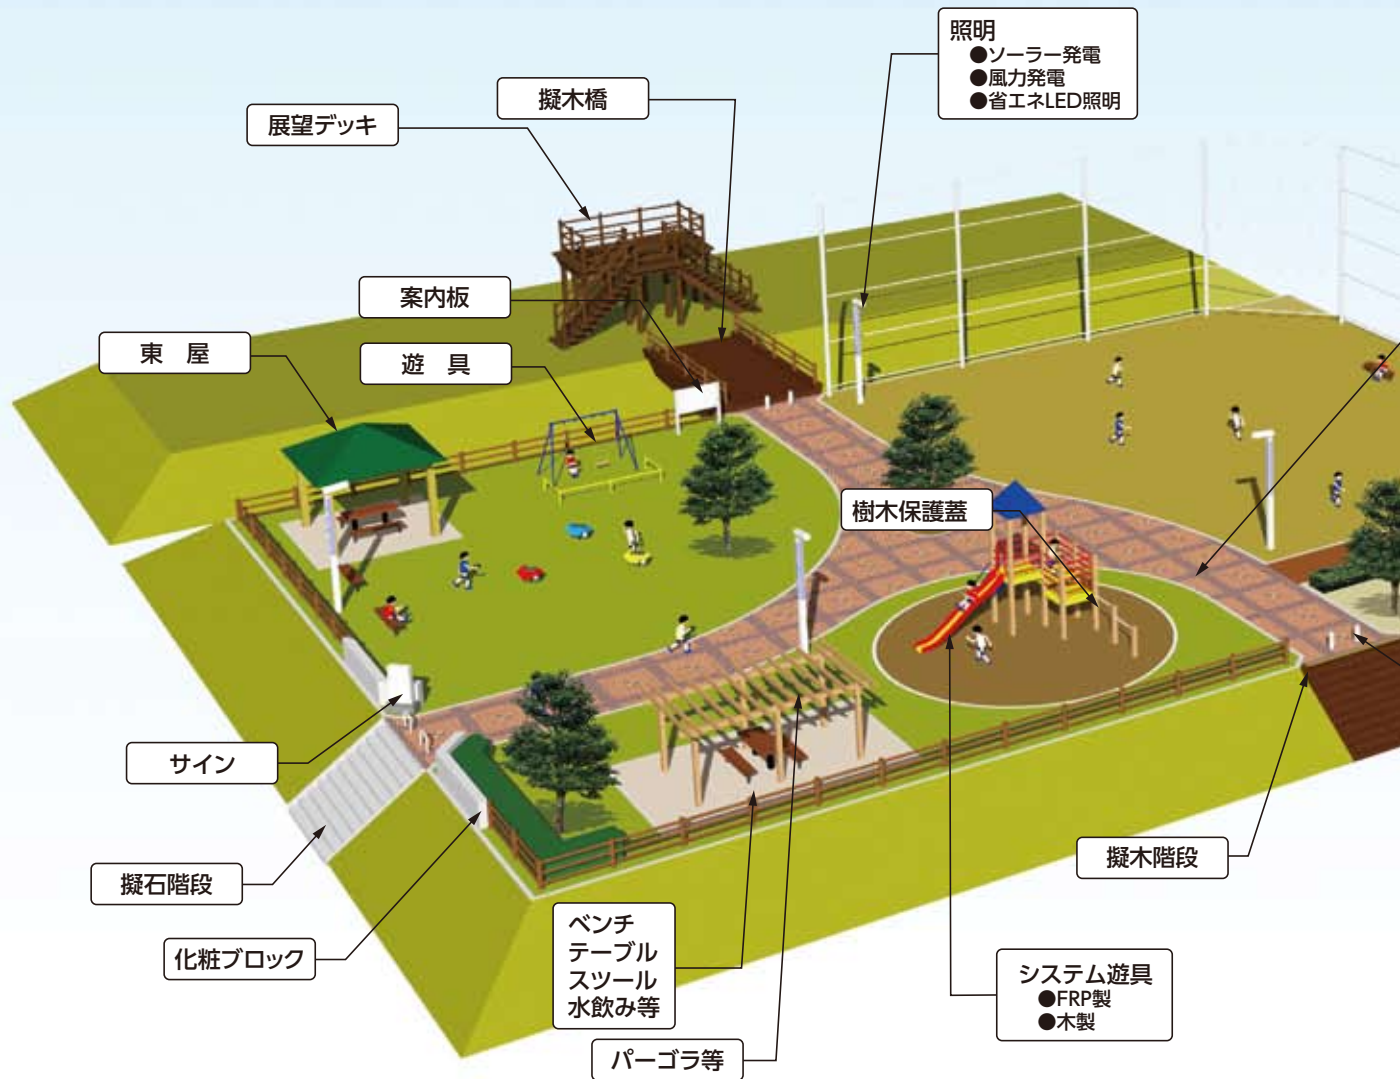 照明
●ソーラー発電
●風力発電
●省エネLED照明
擬木橋
展望デッキ
案内板
東　屋
遊　具
樹木保護蓋
サイン
擬石階段
擬木階段
化粧ブロック
ベンチ
テーブル
スツール
水飲み等
システム遊具
●FRP製
●木製
パーゴラ等